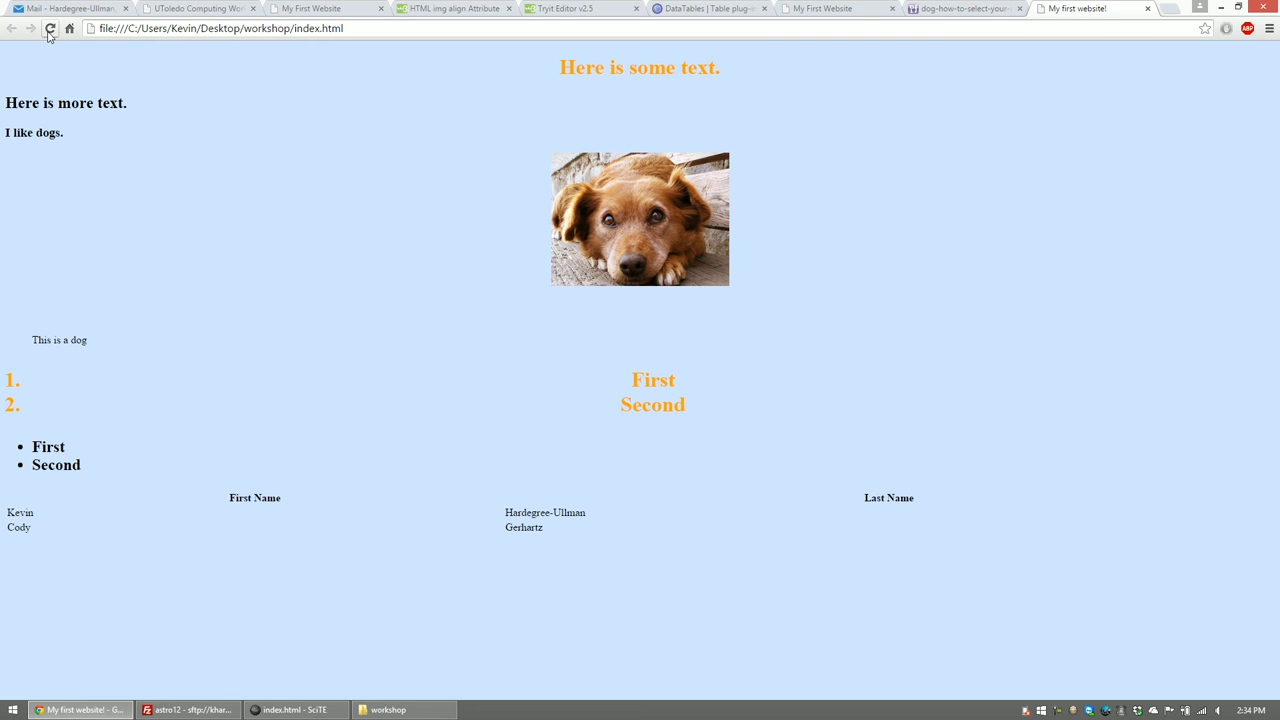 Mail - Hardegree-Ullman, UToledo Computing Wor My First Website HTML img align Attribute Tryit Editor v2.5 DataTables | Table plug-in My First Website dog-how-to-select-your- My first website!
file:///C:/Users/Kevin/Desktop/workshop/index.html ABP
Here is some text.
Here is more text.
I like dogs.
This is a dog
1. First
2. Second
• First
• Second
First Name Last Name
Kevin Hardegree-Ullman
Cody Gerhartz
My first website! - G... astro12 - sftp://khar... index.html - SciTE workshop 2:34 PM